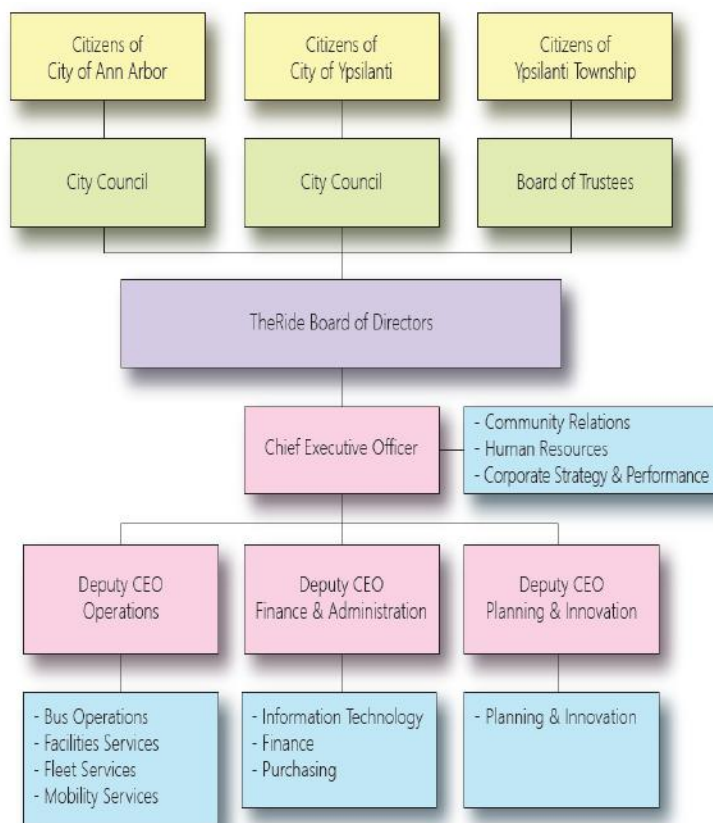 Citizens of
City of Ann Arbor
Citizens of
City of Ypsilanti
Citizens of
Ypsilanti Township
City Council
City Council
Board of Trustees
TheRide Board of Directors
Chief Executive Officer
- Community Relations
- Human Resources
- Corporate Strategy & Performance
Deputy CEO
Operations
Deputy CEO
Finance & Administration
Deputy CEO
Planning & Innovation
- Bus Operations
- Facilities Services
- Fleet Services
- Mobility Services
- Information Technology
- Finance
- Purchasing
- Planning & Innovation